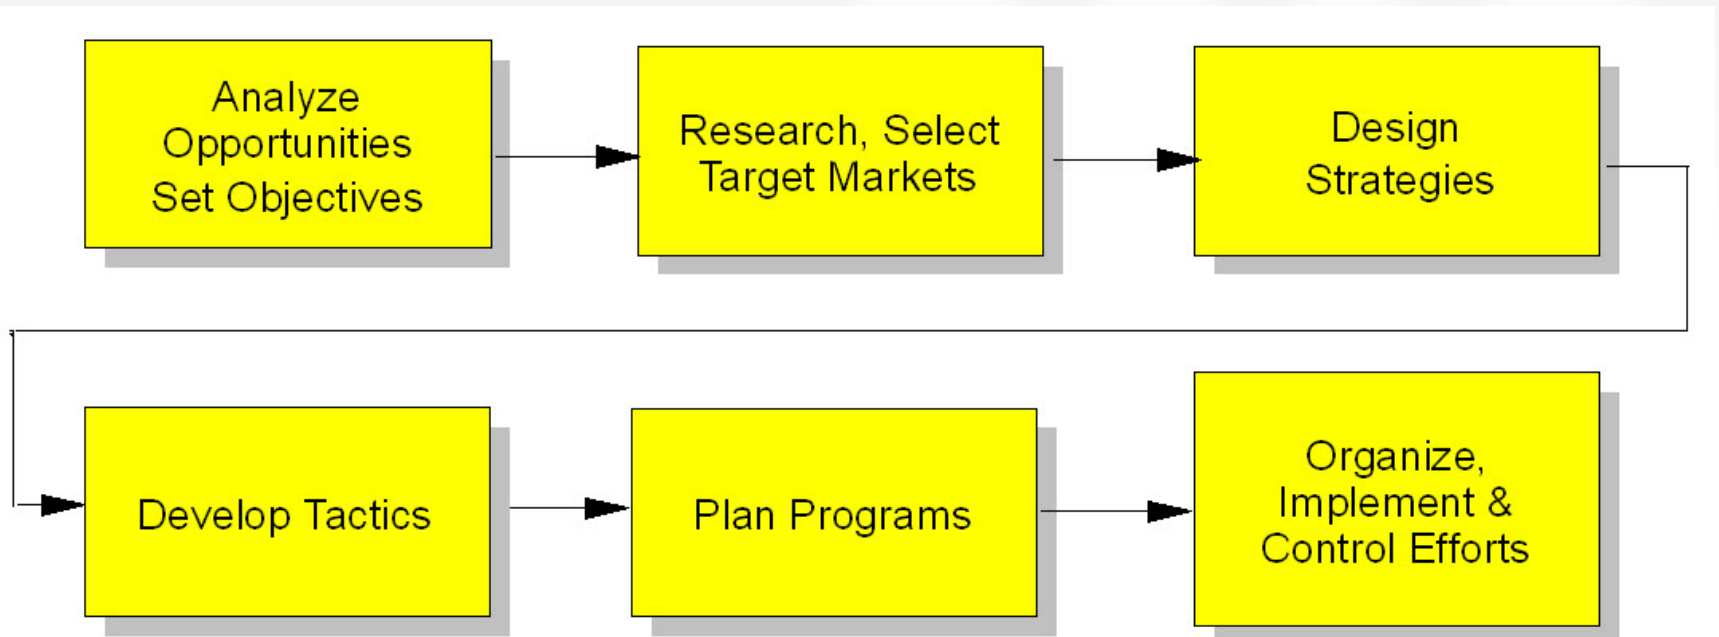 Analyze
Opportunities
Set Objectives
Research, Select
Target Markets
Design
Strategies
Develop Tactics
Plan Programs
Organize,
Implement &
Control Efforts